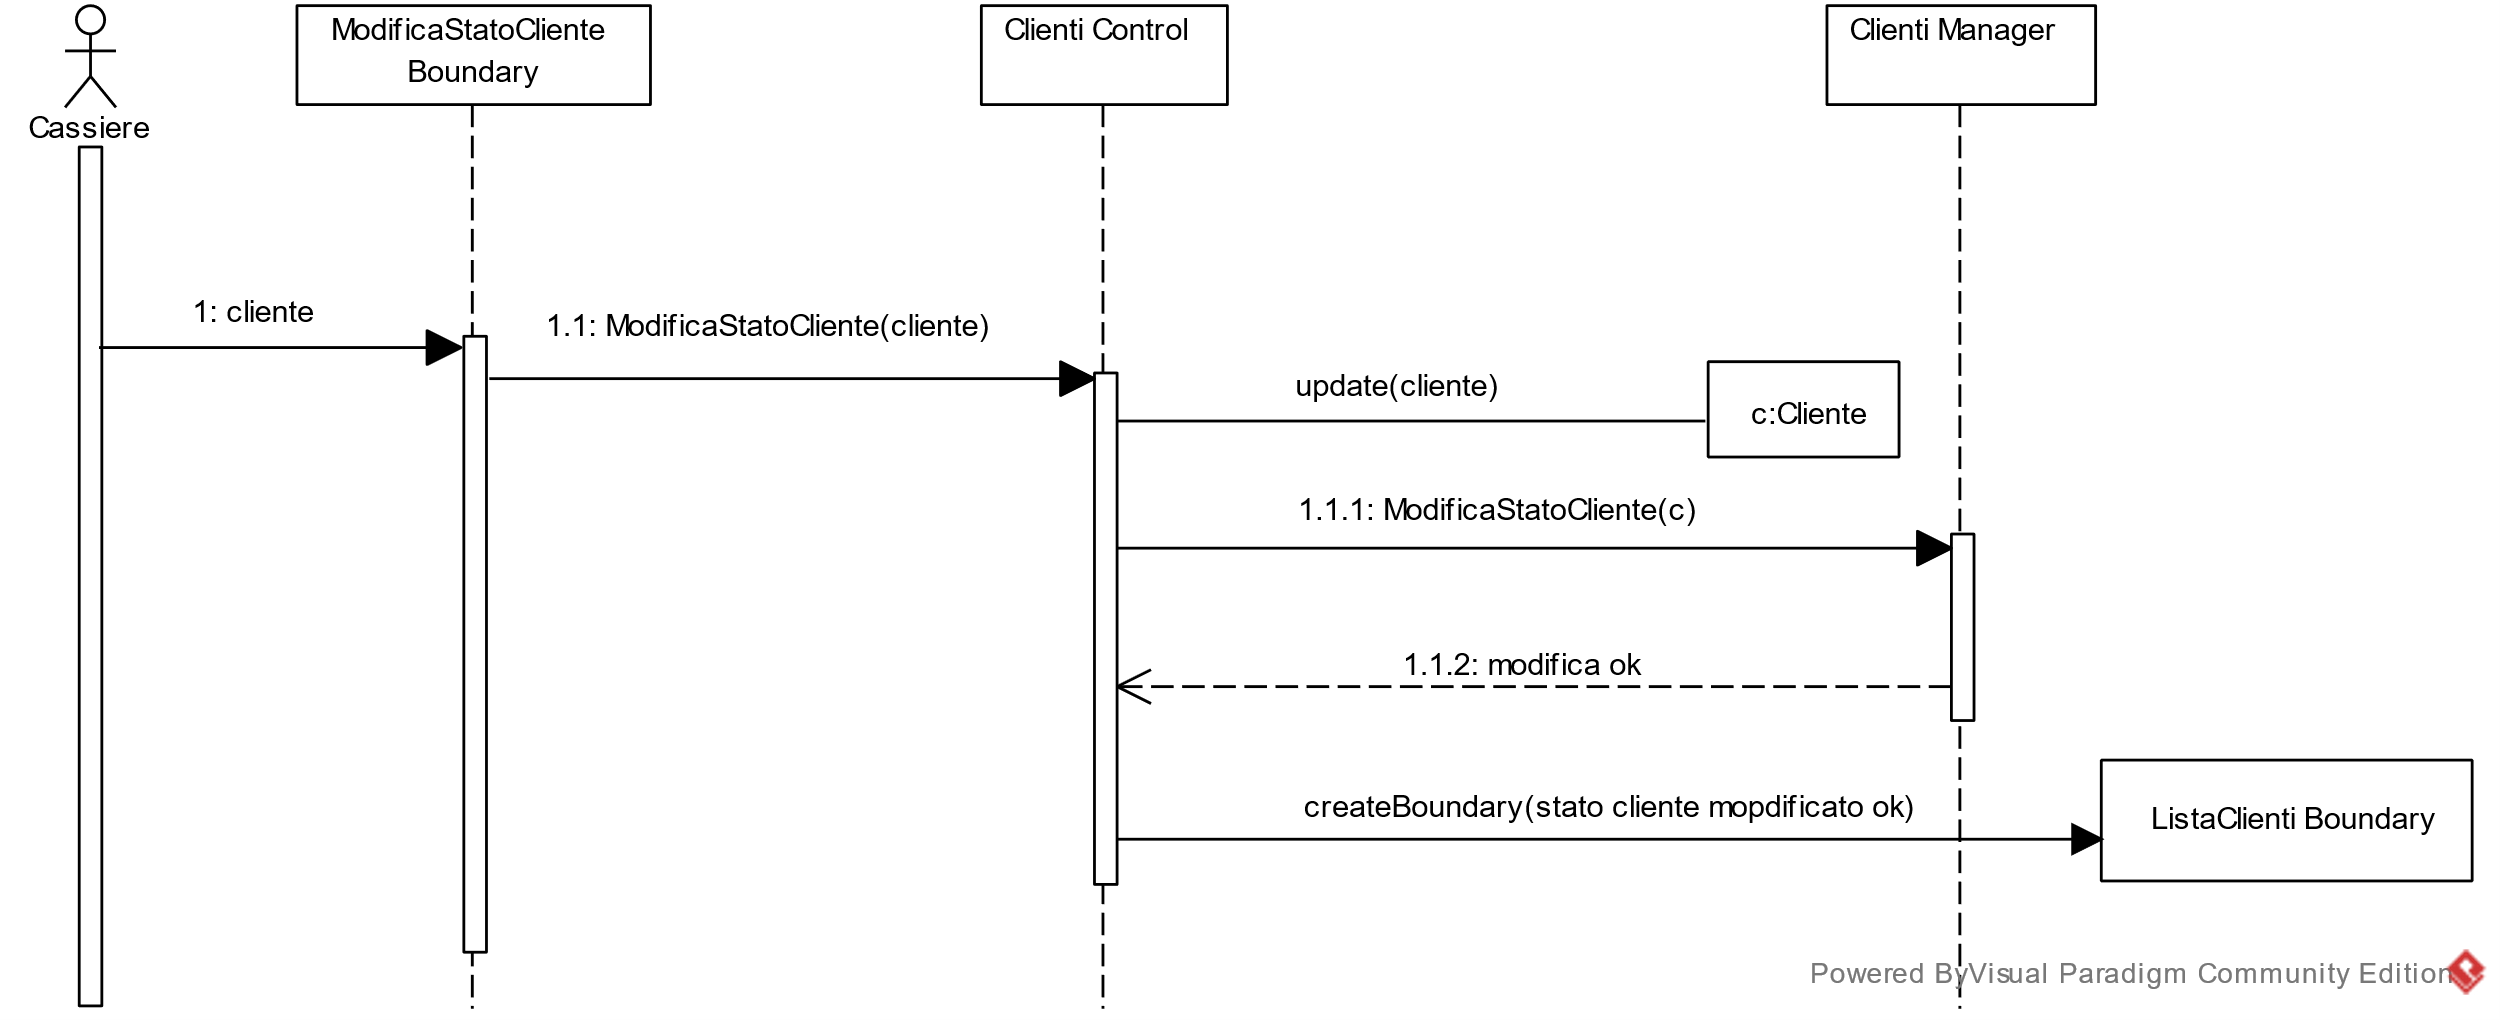 ModificaStatoCliente
Boundary
Clienti Control
Clienti Manager
Cassiere
1: cliente
1.1: ModificaStatoCliente(cliente)
update(cliente)
c:Cliente
1.1.1: ModificaStatoCliente(c)
1.1.2: modifica ok
createBoundary(stato cliente mopdificato ok)
ListaClienti Boundary
Powered ByVisual Paradigm Community Edition